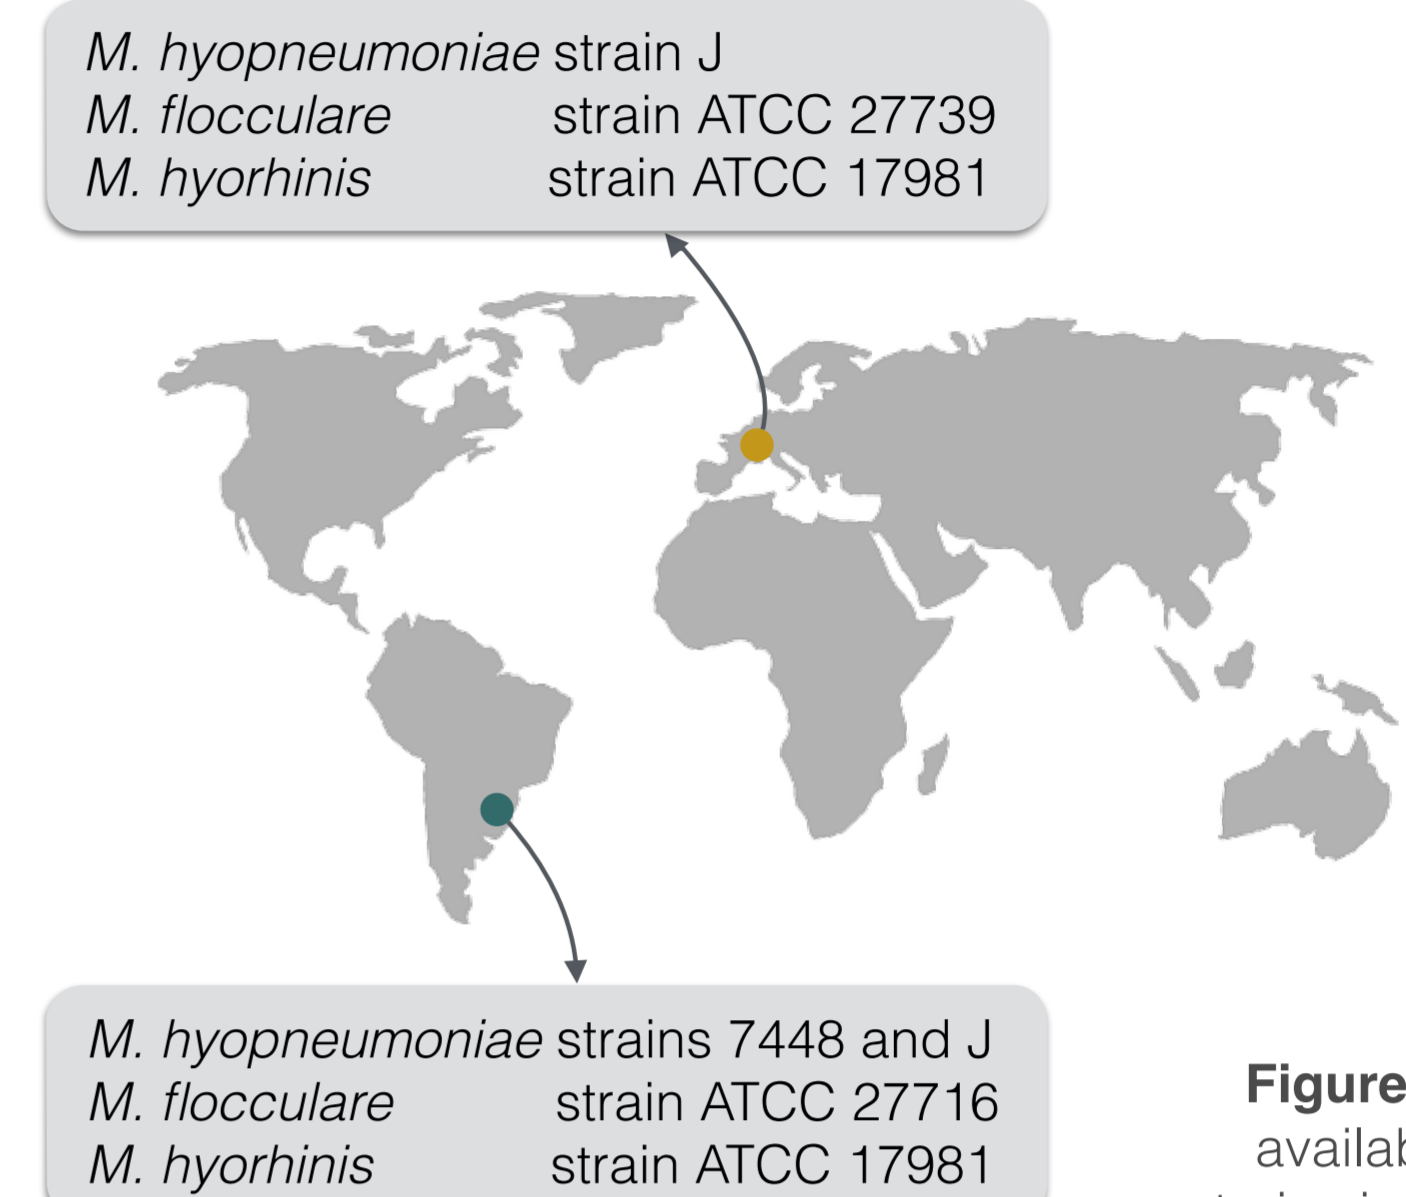 M. hyopneumoniae strain J
M. flocculare strain ATCC 27739
M. hyorhinis strain ATCC 17981
M. hyopneumoniae strains 7448 and J
M. flocculare strain ATCC 27716
M. hyorhinis strain ATCC 17981
Figure